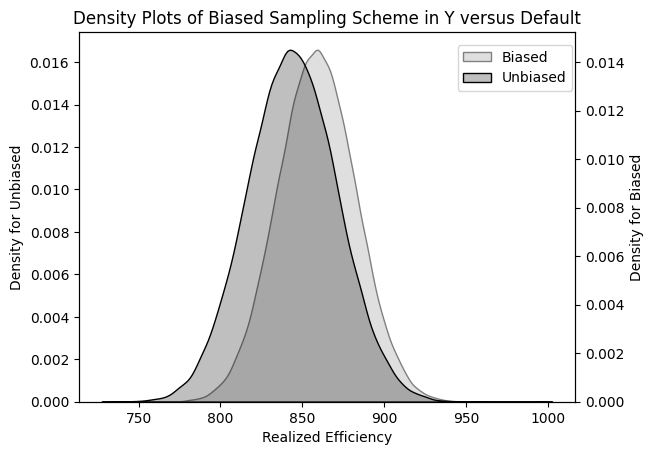 Density Plots of Biased Sampling Scheme in Y versus Default
Biased
Unbiased
Density for Unbiased
0.016
0.014
0.012
0.010
0.008
0.006
0.004
0.002
0.000
0.014
0.012
0.010
0.008
0.006
0.004
0.002
0.000
Density for Biased
750 800 850 900 950 1000
Realized Efficiency